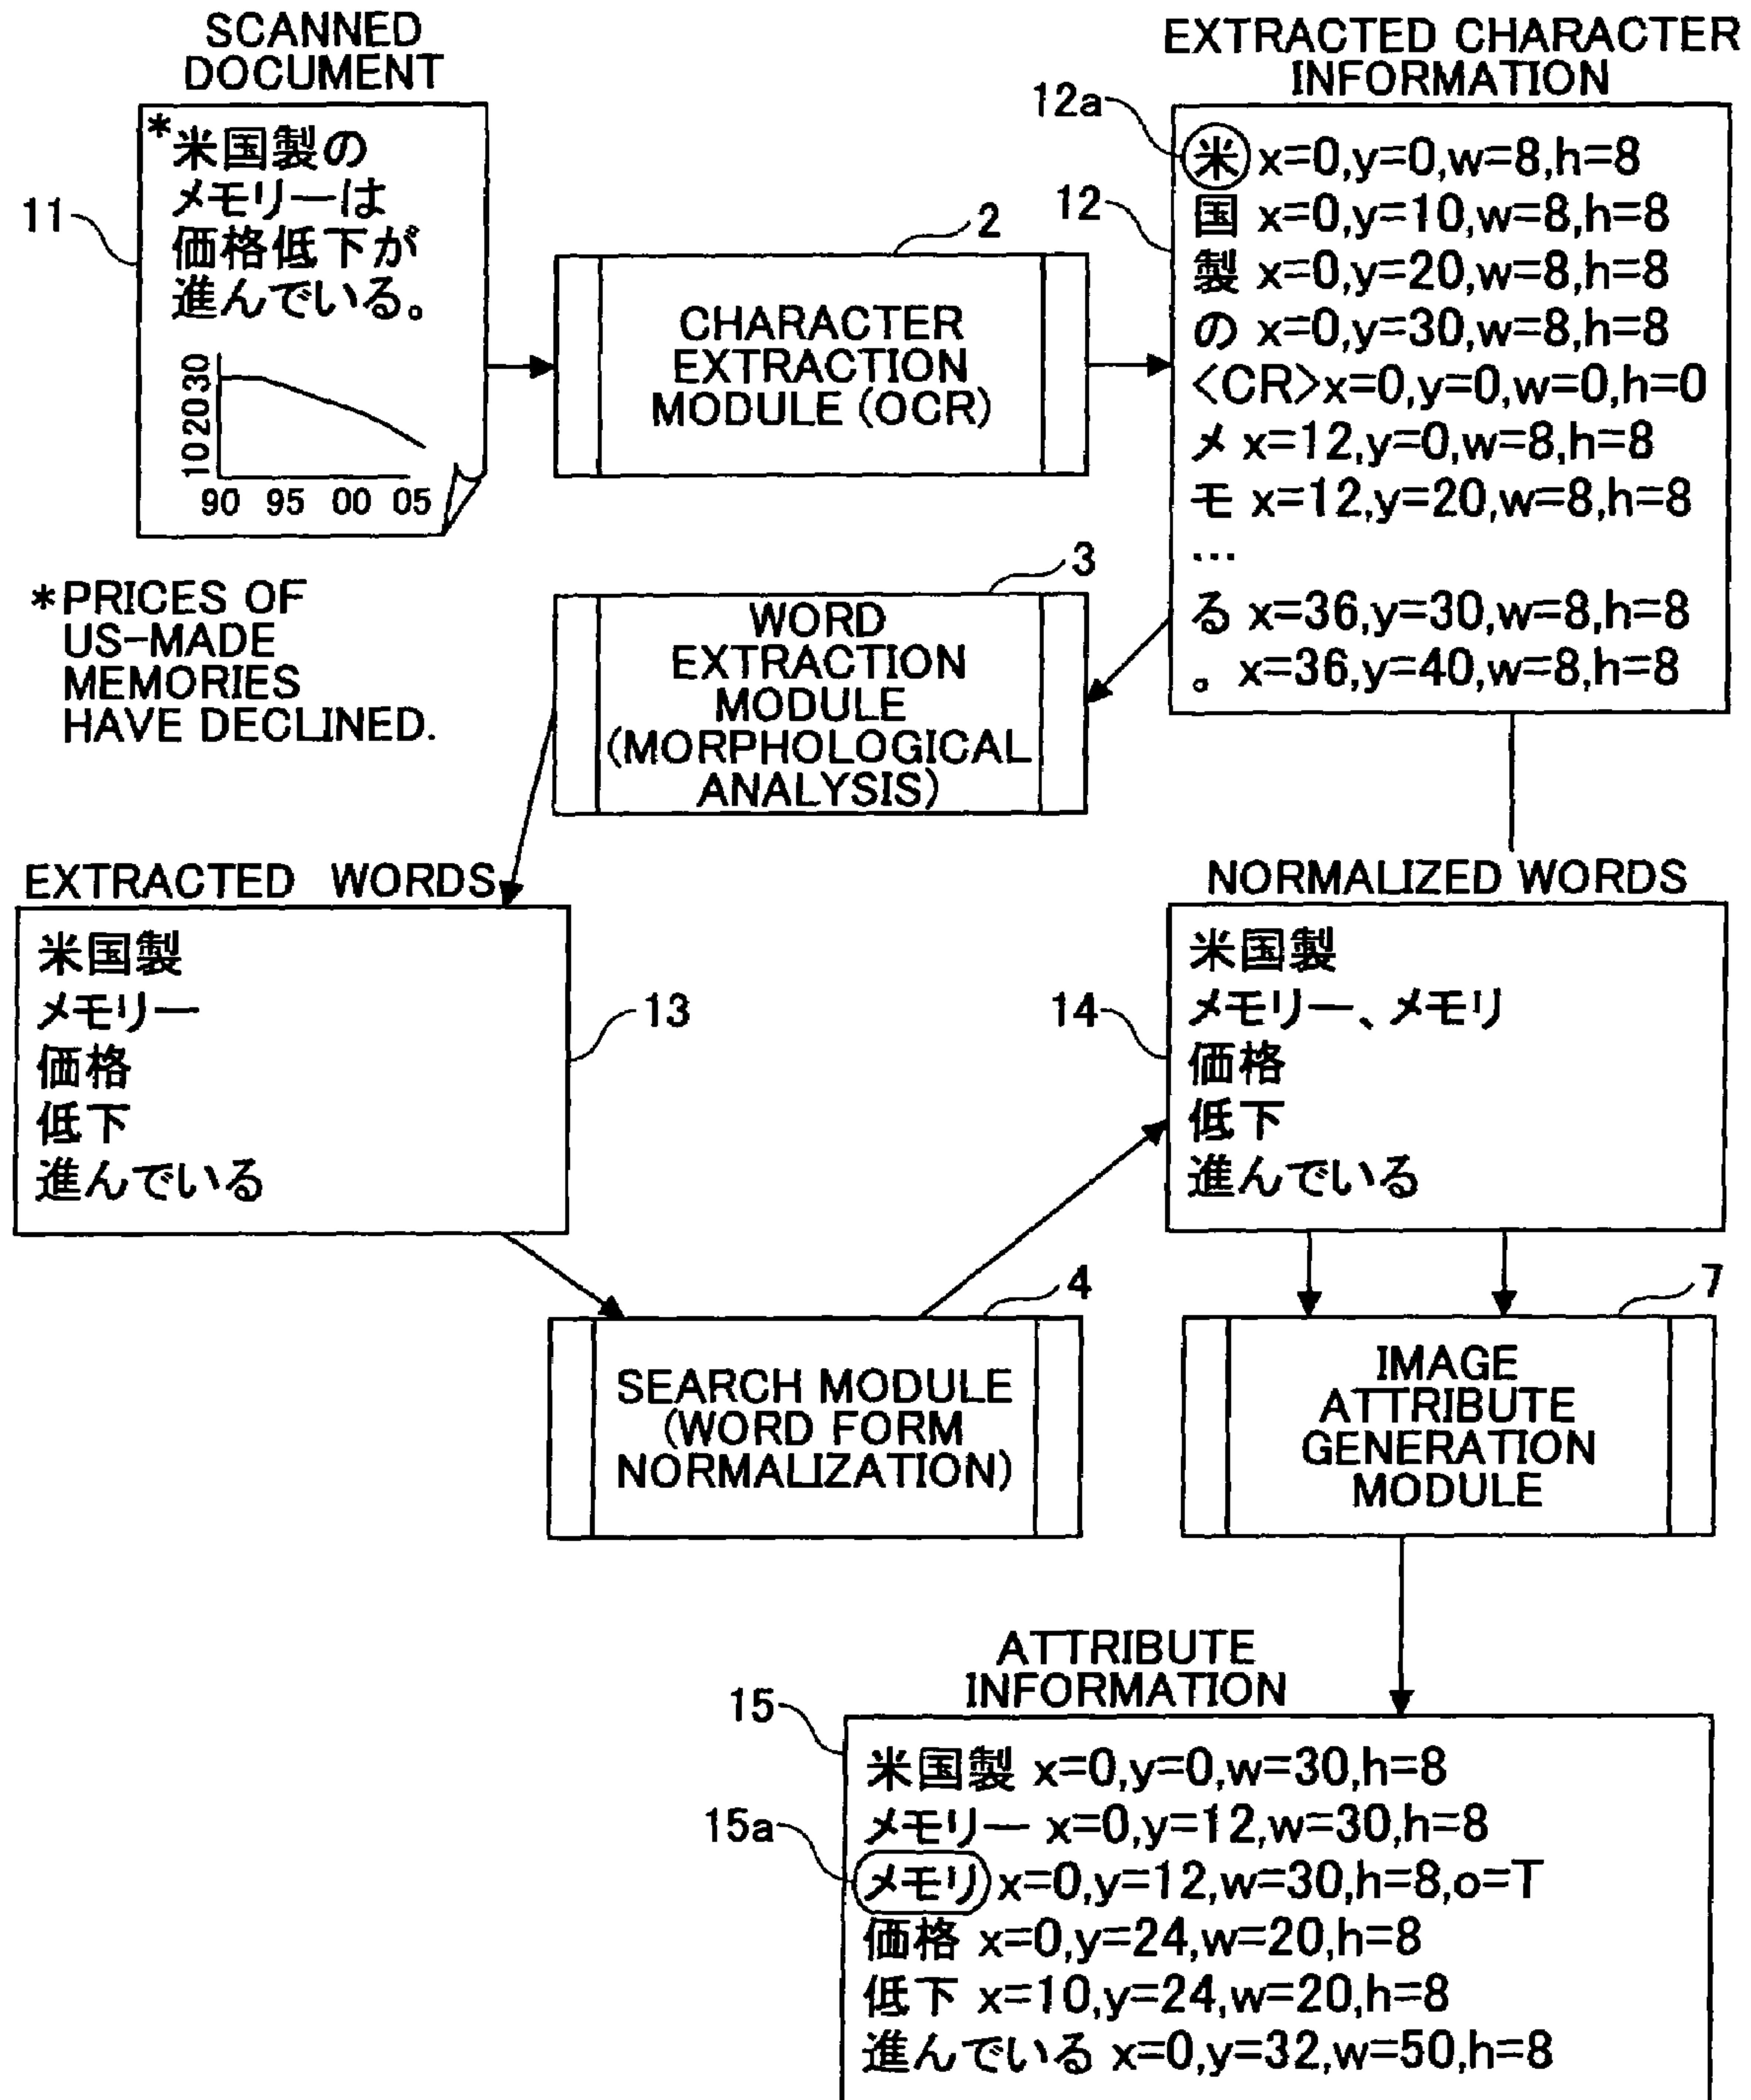 SCANNED
DOCUMENT
11
*米国製の
メモリーは
価格低下が
進んでいる。
10 20 30
90 95 00 05
*PRICES OF
US-MADE
MEMORIES
HAVE DECLINED.
2
CHARACTER
EXTRACTION
MODULE (OCR)
EXTRACTED CHARACTER
INFORMATION
12a
12
米 x=0,y=0,w=8,h=8
国 x=0,y=10,w=8,h=8
製 x=0,y=20,w=8,h=8
の x=0,y=30,w=8,h=8
<CR>x=0,y=0,w=0,h=0
メ x=12,y=0,w=8,h=8
モ x=12,y=20,w=8,h=8
...
る x=36,y=30,w=8,h=8
。x=36,y=40,w=8,h=8
3
WORD
EXTRACTION
MODULE
(MORPHOLOGICAL
ANALYSIS)
EXTRACTED WORDS
13
米国製
メモリー
価格
低下
進んでいる
4
SEARCH MODULE
(WORD FORM
NORMALIZATION)
NORMALIZED WORDS
14
米国製
メモリー、メモリ
価格
低下
進んでいる
7
IMAGE
ATTRIBUTE
GENERATION
MODULE
ATTRIBUTE
INFORMATION
15
15a
米国製 x=0,y=0,w=30,h=8
メモリー x=0,y=12,w=30,h=8
メモリ x=0,y=12,w=30,h=8,o=T
価格 x=0,y=24,w=20,h=8
低下 x=10,y=24,w=20,h=8
進んでいる x=0,y=32,w=50,h=8